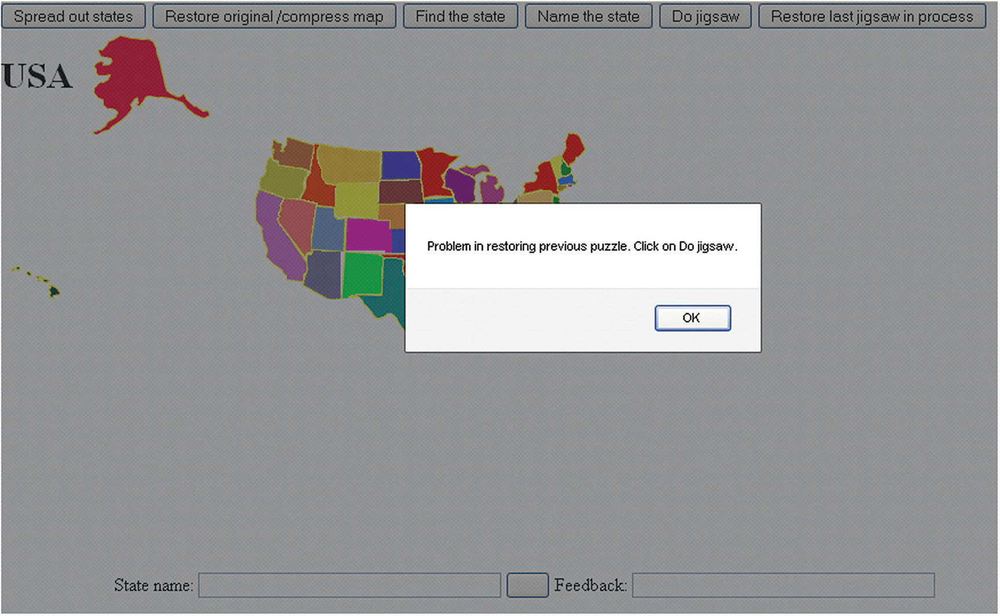 Spread out states
Restore original /compress map
Find the state
Name the state
Do jigsaw
Restore last jigsaw in process
USA
Problem in restoring previous puzzle. Click on Do jigsaw.
OK
State name:
Feedback: